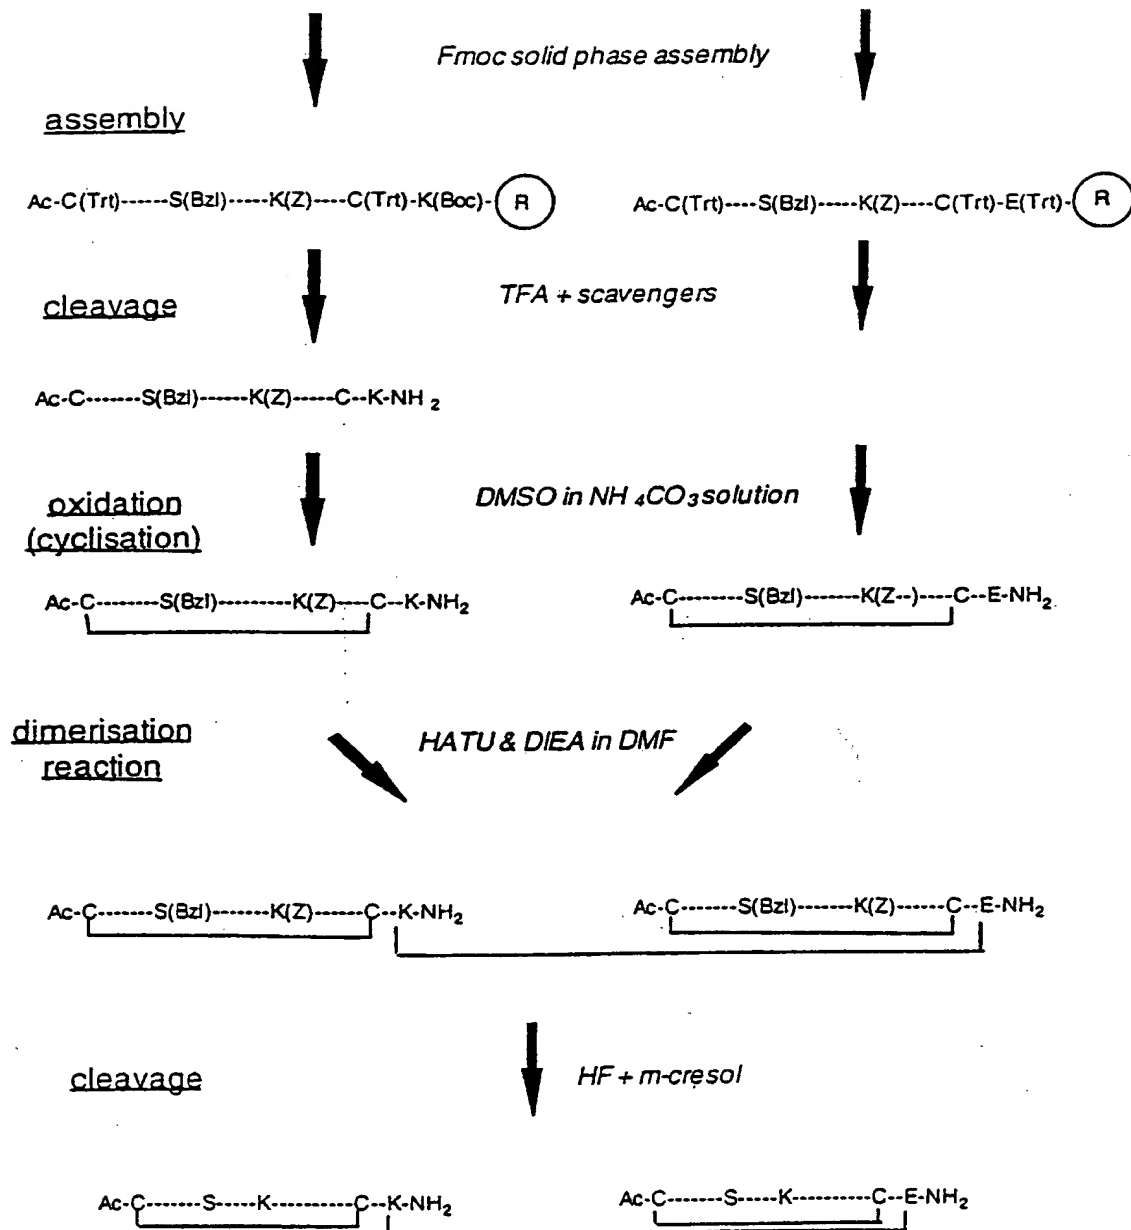 Fmoc solid phase assembly
assembly
Ac-C(Trt)------S(Bzl)-----K(Z)----C(Trt)-K(Boc)-R
Ac-C(Trt)----S(Bzl)-----K(Z)-----C(Trt)-E(Trt)-R
cleavage
TFA + scavengers
Ac-C-------S(Bzl)------K(Z)-----C--K-NH2
oxidation
(cyclisation)
DMSO in NH4CO3 solution
Ac-C--------S(Bzl)---------K(Z)----C--K-NH2
Ac-C--------S(Bzl)-------K(Z--)----C--E-NH2
dimerisation
reaction
HATU & DIEA in DMF
Ac-C-------S(Bzl)-------K(Z)------C--K-NH2
Ac-C-------S(Bzl)-------K(Z)------C--E-NH2
cleavage
HF + m-cresol
Ac-C-------S----K----------C--K-NH2
Ac-C-------S-----K---------C--E-NH2